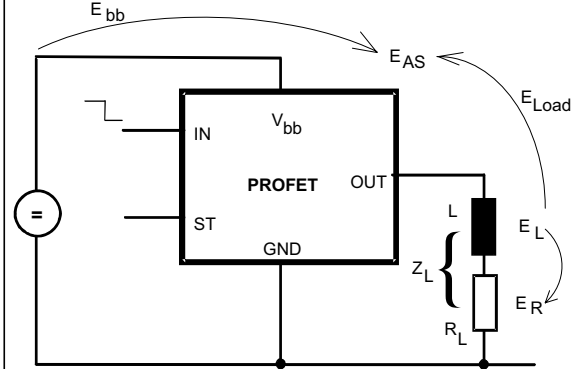 E bb
E AS
E Load
V bb
IN
PROFET
OUT
ST
GND
=
L
E L
Z L
{
E R
R L